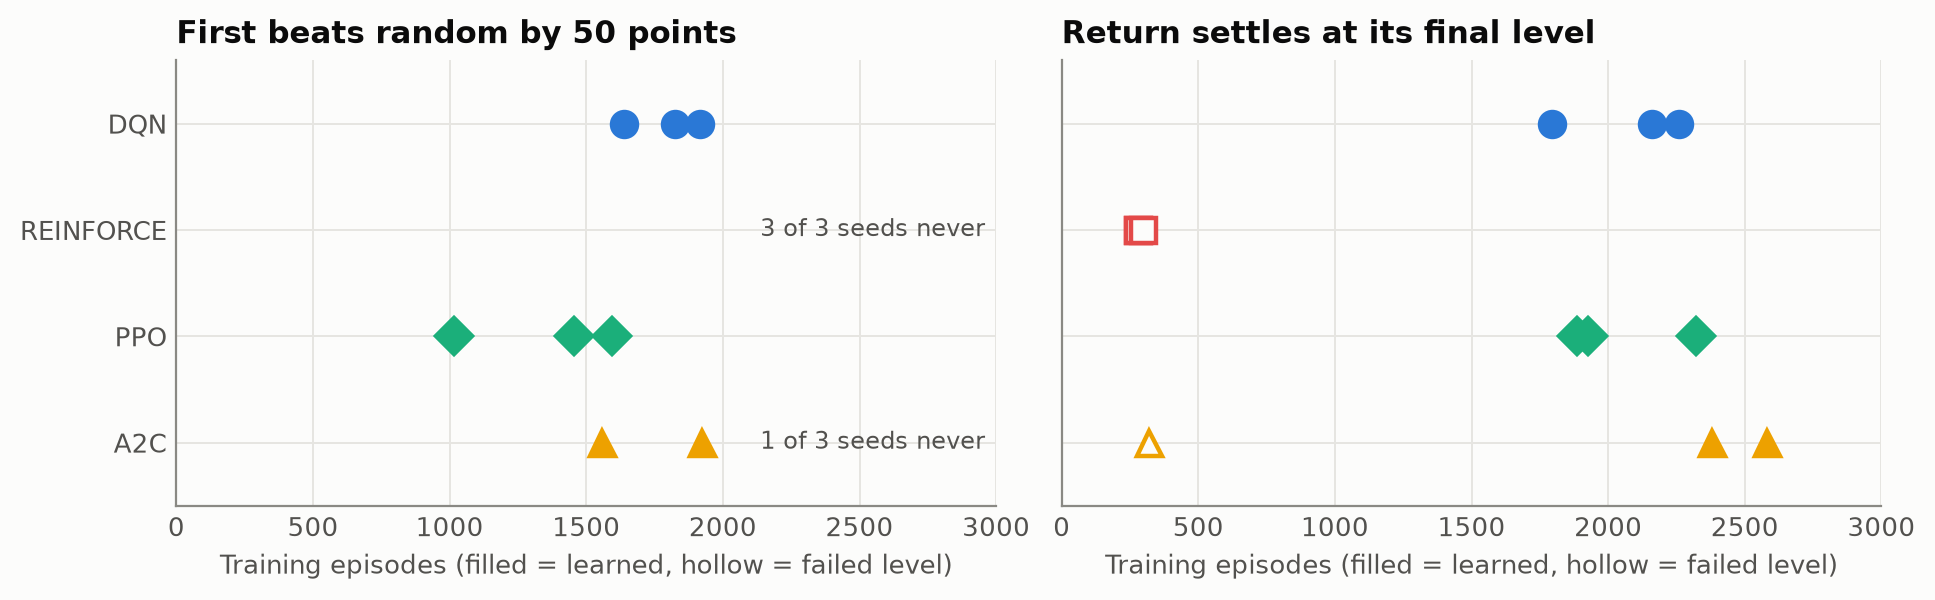 First beats random by 50 points
Return settles at its final level
DQN
REINFORCE
PPO
A2C
3 of 3 seeds never
1 of 3 seeds never
0 500 1000 1500 2000 2500 3000
0 500 1000 1500 2000 2500 3000
Training episodes (filled = learned, hollow = failed level)
Training episodes (filled = learned, hollow = failed level)